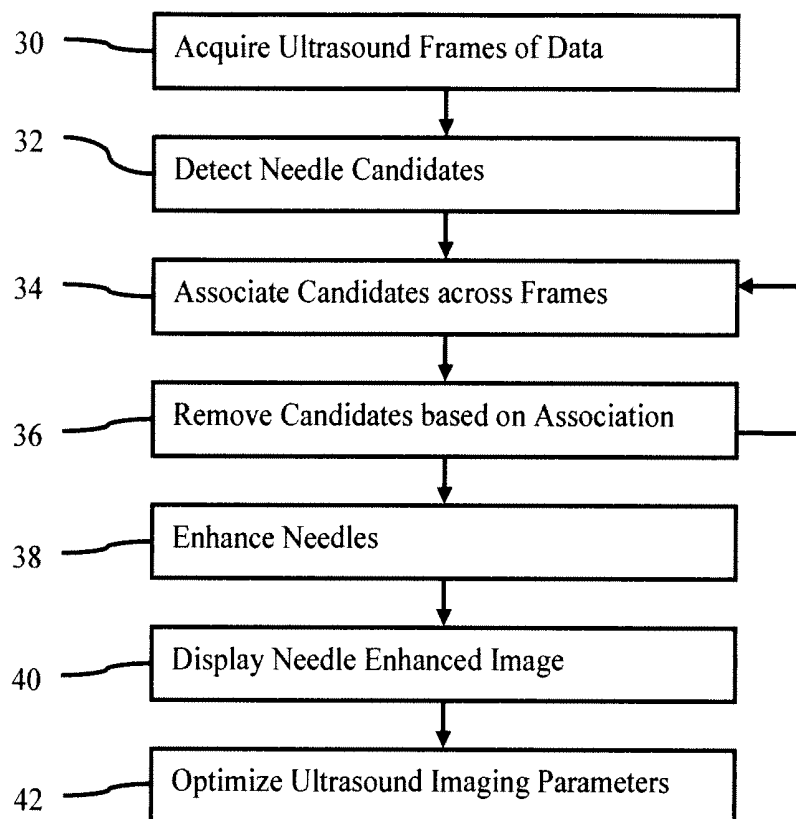 30 Acquire Ultrasound Frames of Data
32 Detect Needle Candidates
34 Associate Candidates across Frames
36 Remove Candidates based on Association
38 Enhance Needles
40 Display Needle Enhanced Image
42 Optimize Ultrasound Imaging Parameters